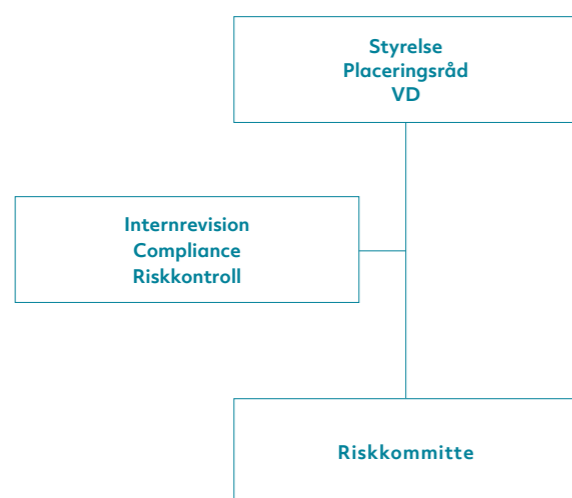 Styrelse
Placeringsråd
VD
Internrevision
Compliance
Riskkontroll
Riskkommitte